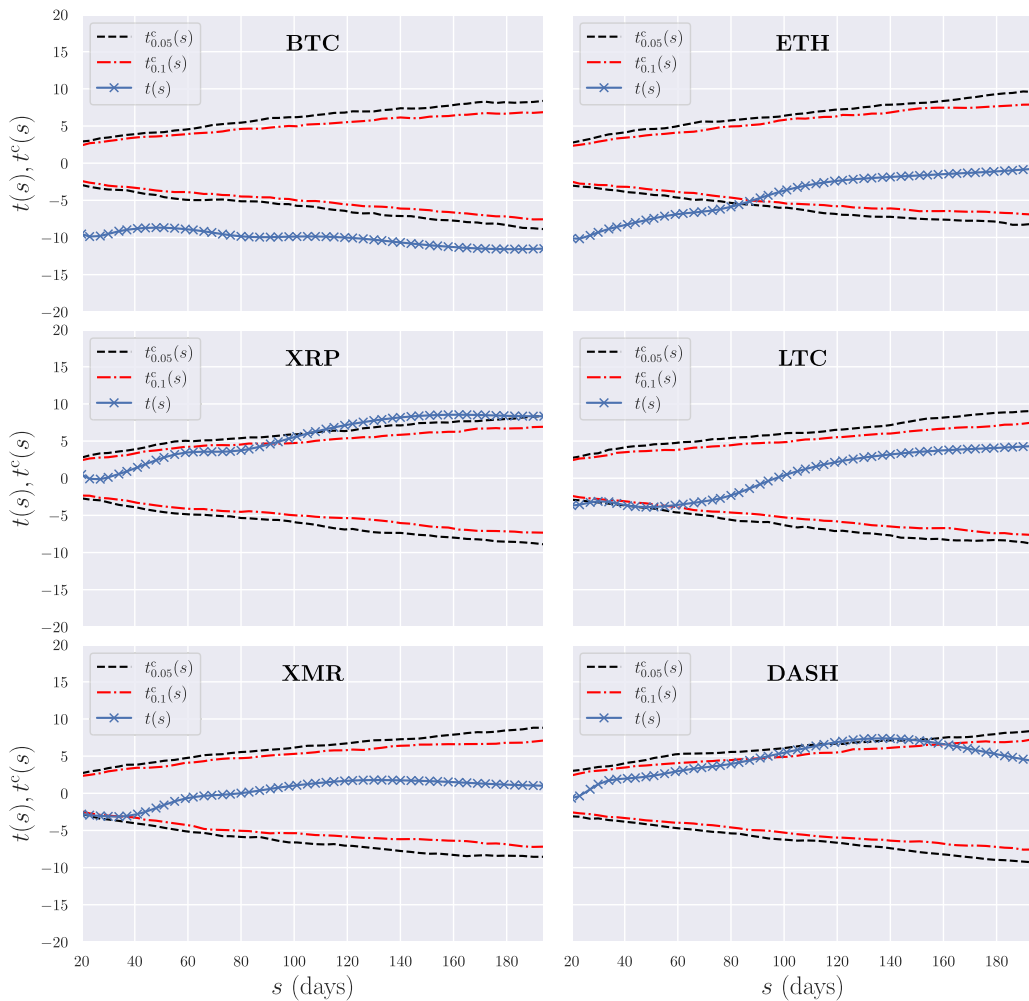 BTC
t^c_{0.05}(s)
t^c_{0.1}(s)
t(s)
t(s), t^c(s)
20
15
10
5
0
−5
−10
−15
−20
ETH
t^c_{0.05}(s)
t^c_{0.1}(s)
t(s)
XRP
t^c_{0.05}(s)
t^c_{0.1}(s)
t(s)
t(s), t^c(s)
20
15
10
5
0
−5
−10
−15
−20
LTC
t^c_{0.05}(s)
t^c_{0.1}(s)
t(s)
XMR
t^c_{0.05}(s)
t^c_{0.1}(s)
t(s)
t(s), t^c(s)
20
15
10
5
0
−5
−10
−15
−20
20 40 60 80 100 120 140 160 180
s (days)
DASH
t^c_{0.05}(s)
t^c_{0.1}(s)
t(s)
20 40 60 80 100 120 140 160 180
s (days)